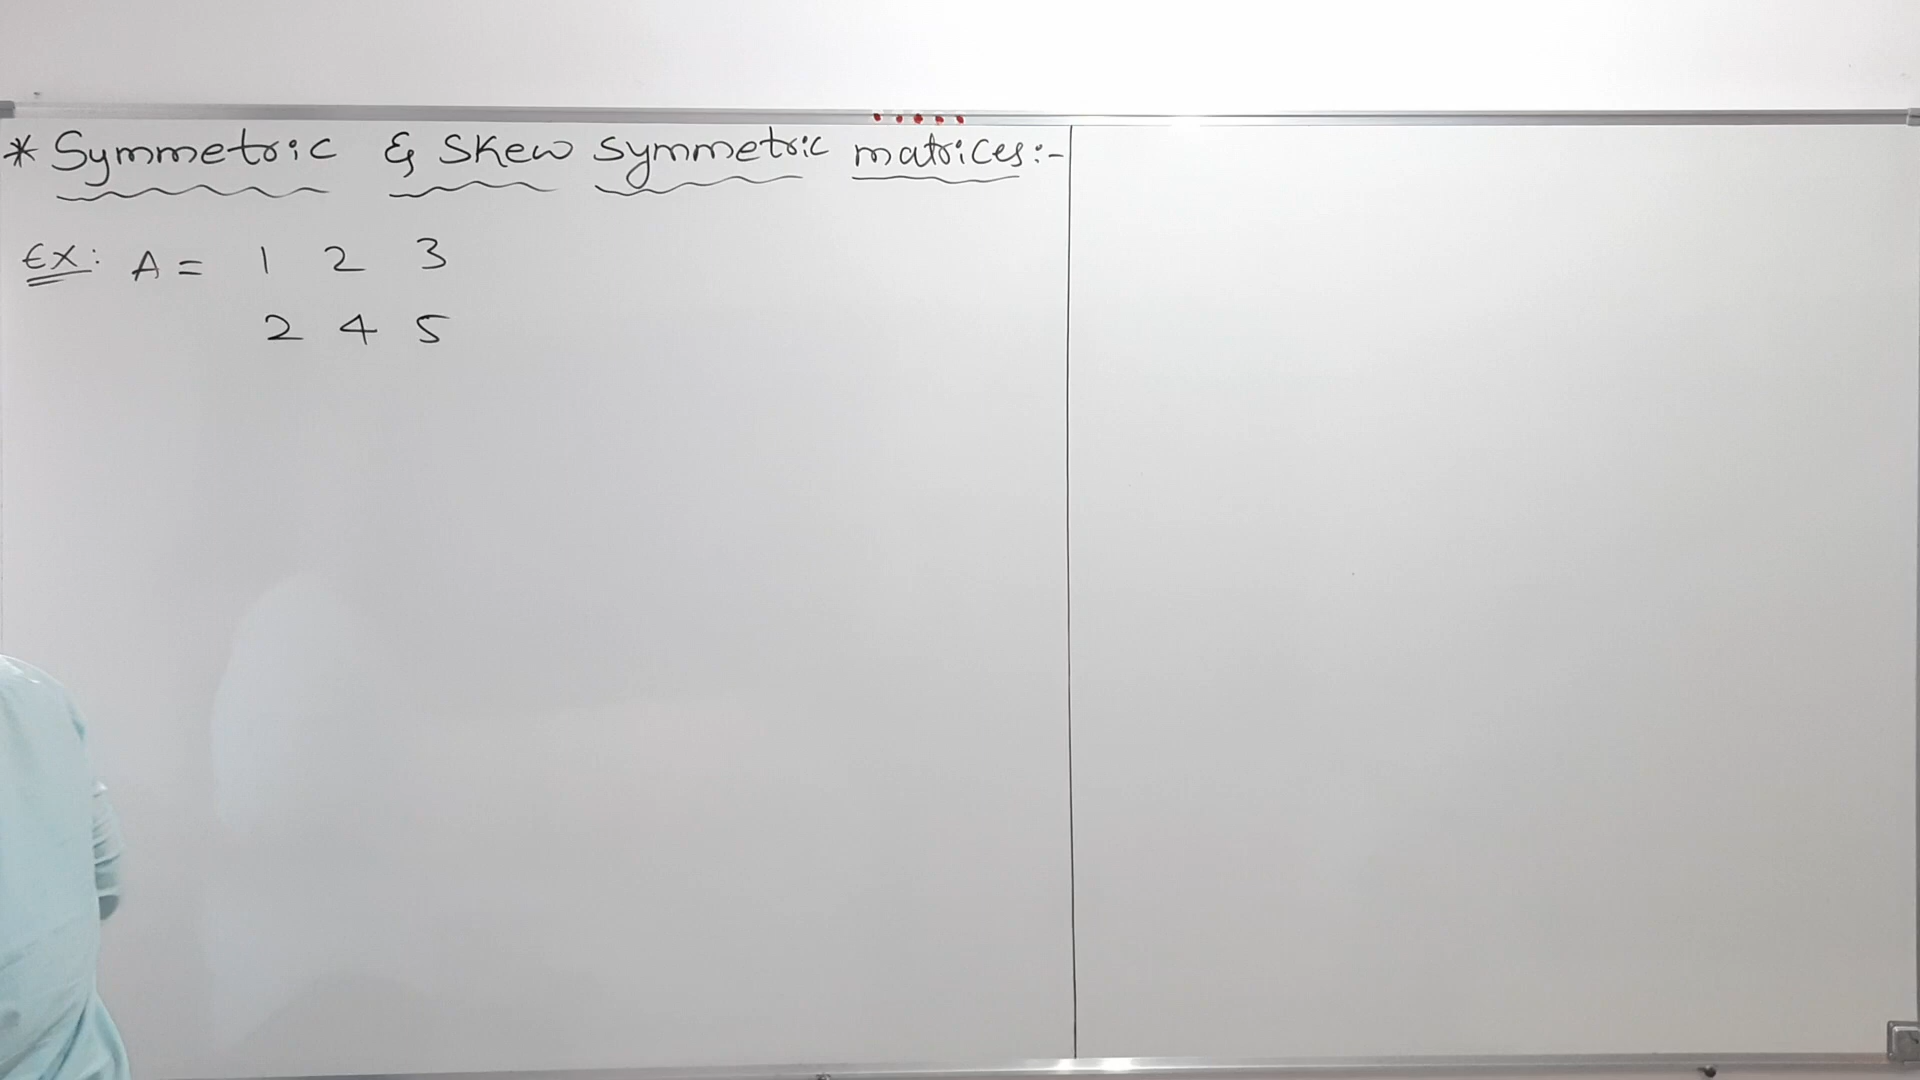 * Symmetric & Skew symmetric matrices:-
Ex: A = 1 2 3
2 4 5